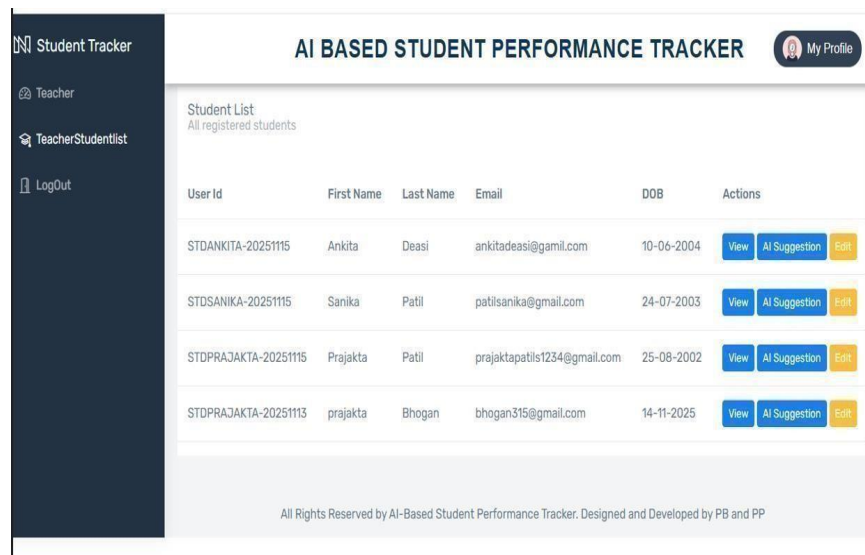 Student Tracker
AI BASED STUDENT PERFORMANCE TRACKER
My Profile
Teacher
TeacherStudentlist
LogOut
Student List
All registered students
User Id First Name Last Name Email DOB Actions
STDANKITA-20251115 Ankita Deasi ankitadeasi@gamil.com 10-06-2004 View AI Suggestion Edit
STDSANIKA-20251115 Sanika Patil patilsanika@gmail.com 24-07-2003 View AI Suggestion Edit
STDPRAJAKTA-20251115 Prajakta Patil prajaktapatils1234@gmail.com 25-08-2002 View AI Suggestion Edit
STDPRAJAKTA-20251113 prajakta Bhogan bhogan315@gmail.com 14-11-2025 View AI Suggestion Edit
All Rights Reserved by AI-Based Student Performance Tracker. Designed and Developed by PB and PP